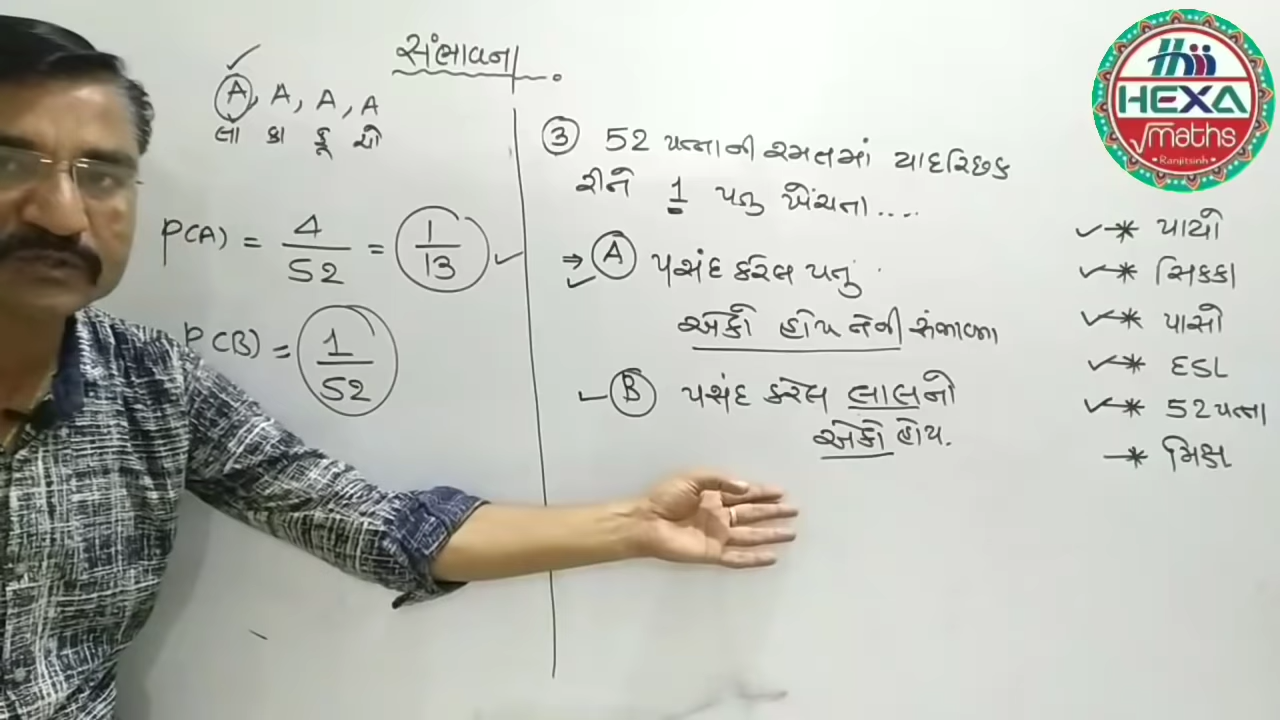 સંભાવના
A, A, A, A
લા કા ફૂ ચો
P(A) = 4/52 = 1/13
P(B) = 1/52
3 52 પત્તાની રમતમાં યાદચ્છિક
રીતે 1 પત્તુ ખેંચતા....
⇒ A પસંદ કરેલ પત્તું
એક્કો હોય તેની સંભાવના
B પસંદ કરેલ લાલનો
એક્કો હોય.
* પાયો
* સિક્કા
* પાસો
* દડા
* 52 પત્તા
* મિક્ષ
HEXA
maths
Ranjitsinh